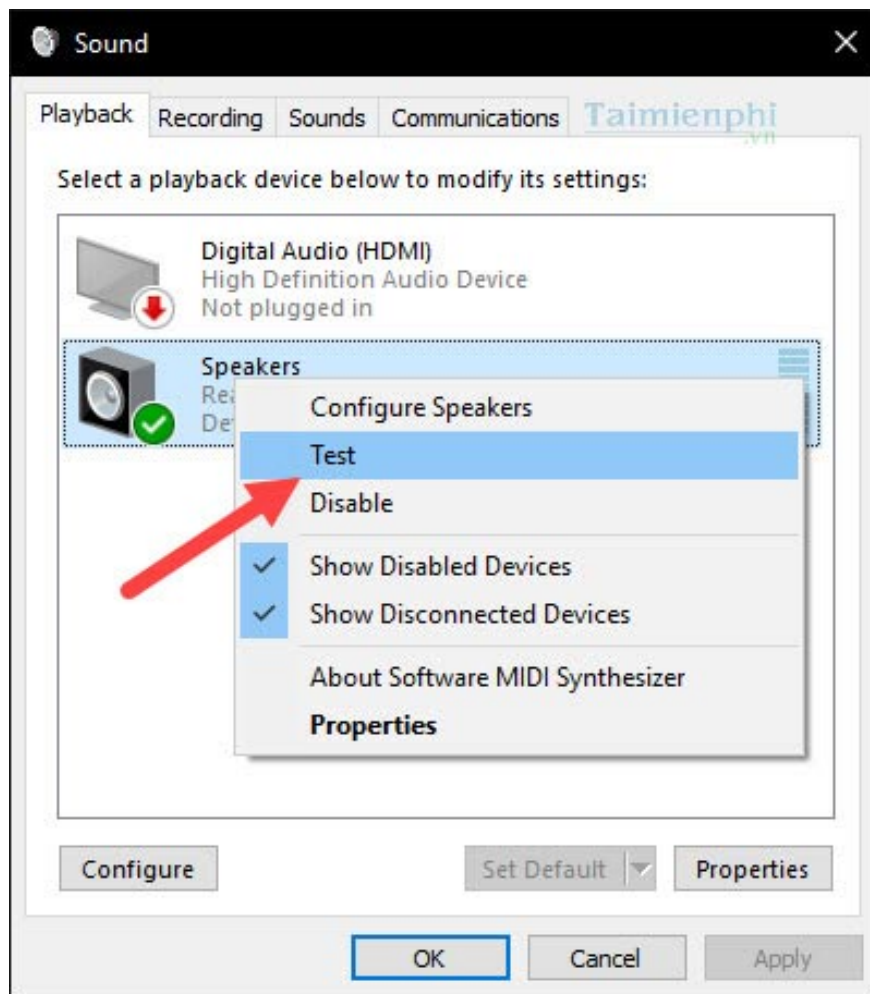 Sound
Playback
Recording
Sounds
Communications
Taimienphi
.vn
Select a playback device below to modify its settings:
Digital Audio (HDMI)
High Definition Audio Device
Not plugged in
Speakers
Configure Speakers
Test
Disable
Show Disabled Devices
Show Disconnected Devices
About Software MIDI Synthesizer
Properties
Configure
Set Default
Properties
OK
Cancel
Apply